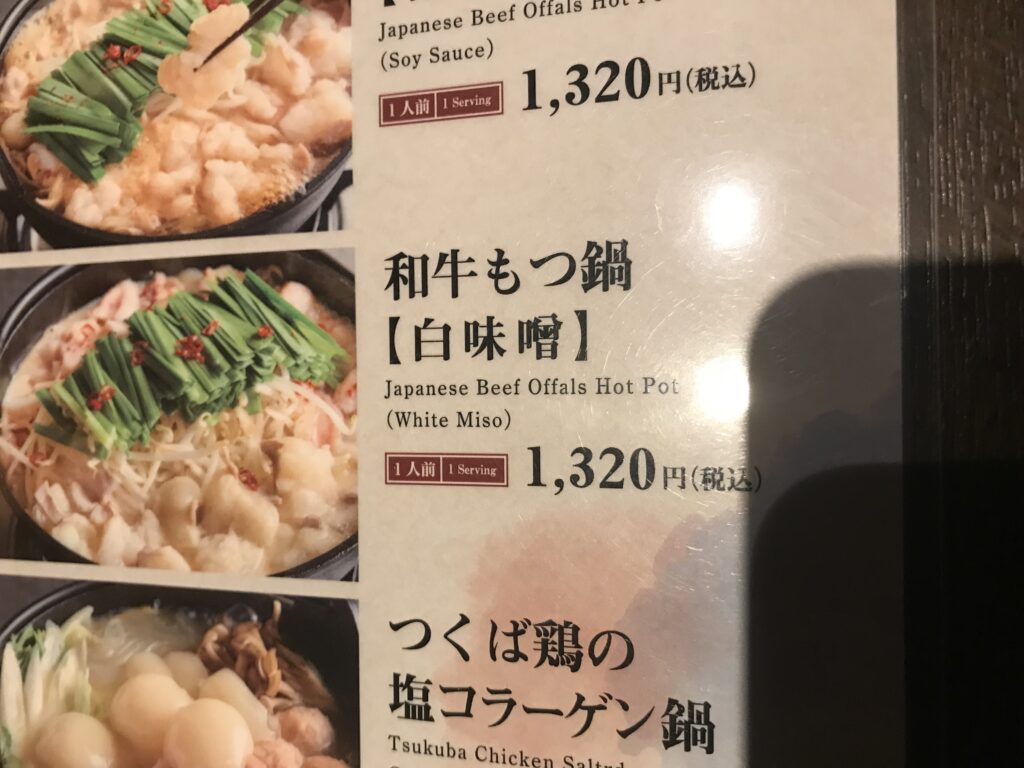 Japanese Beef Offals Hot
(Soy Sauce)
1人前 1 Serving 1,320円(税込)
和牛もつ鍋
【白味噌】
Japanese Beef Offals Hot Pot
(White Miso)
1人前 1 Serving 1,320円(税込)
つくば鶏の
塩コラーゲン鍋
Tsukuba Chicken